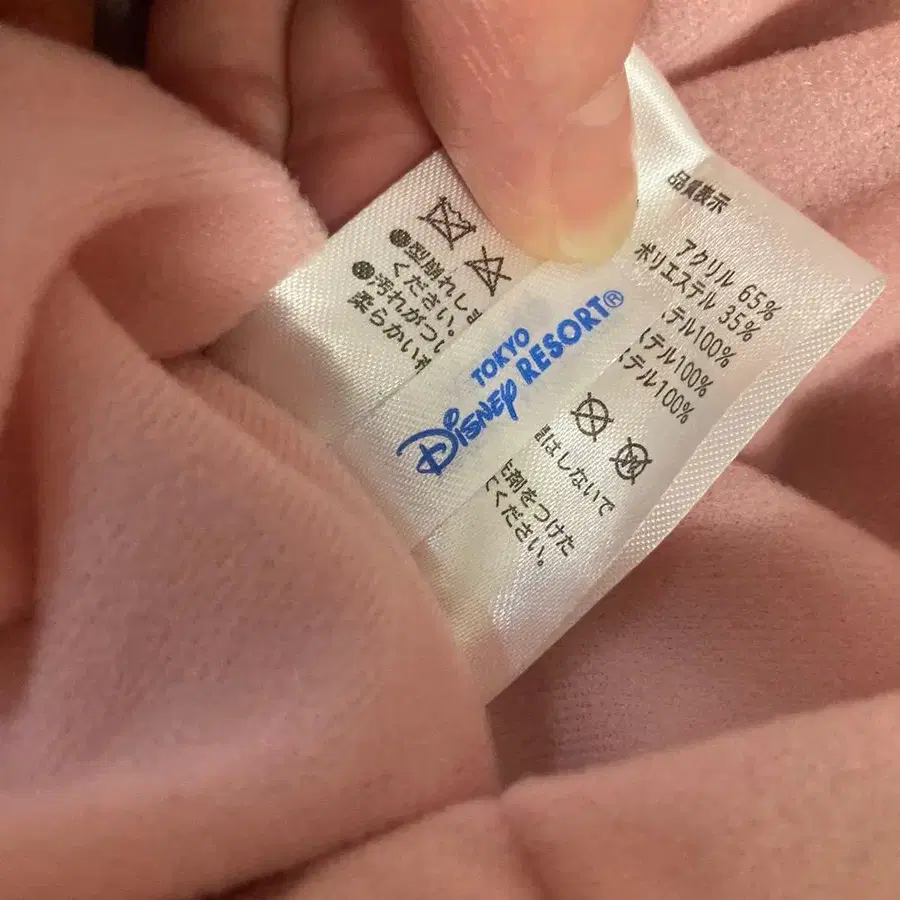 品質表示
アクリル 65%
ポリエステル 35%
テル100%
テル100%
テル100%
●型崩れしま
ください。
●汚れがつい
柔らかい布
TOKYO
Disney RESORT®
はしないで
剤をつけた
ください。